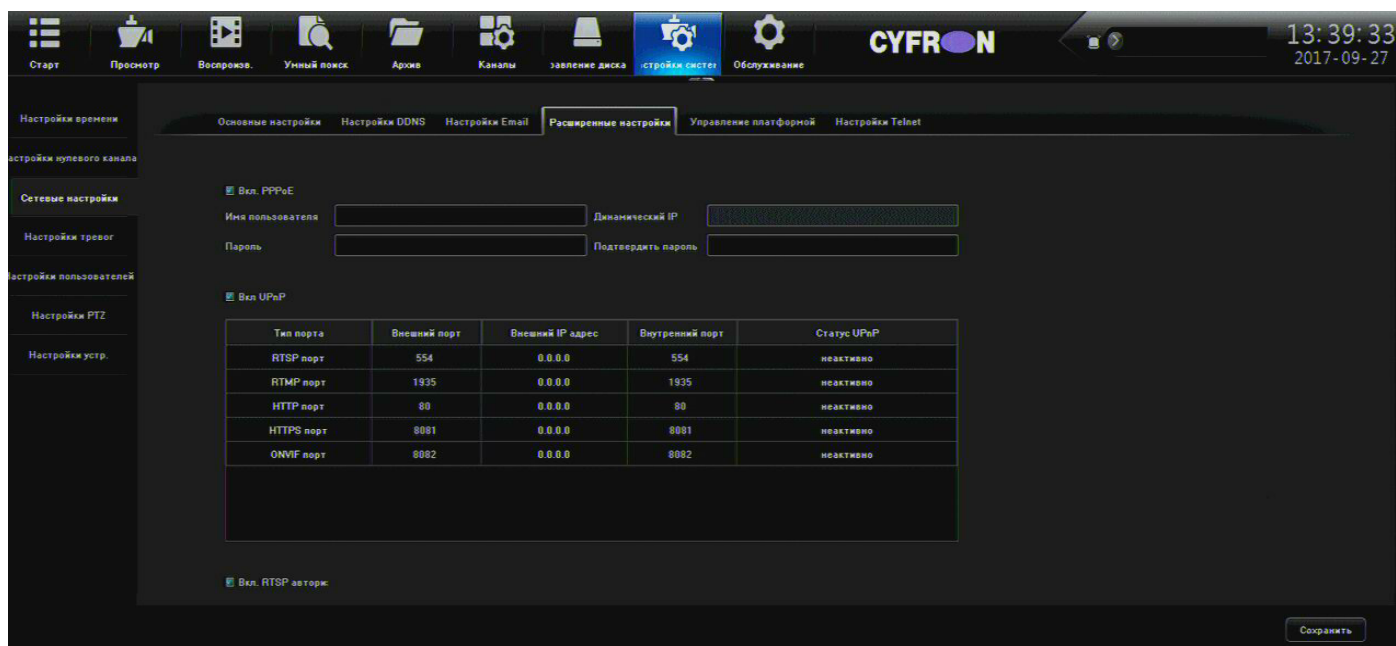 13:39:33
CYFRON
2017-09-27
Старт Просмотр Воспроизв. Умный поиск Архив Каналы завление диска істройки систег Обслуживание
Настройки времени
Основные настройки Настройки DDNS Настройки Email Расширенные настройки Управление платформой Настройки Telnet
астройки нулевого канала
Вкл. PPPoE
Сетевые настройки
Имя пользователя Динамический IP
Настройки тревог
Пароль Подтвердить пароль
Настройки пользователей
Вкл UPnP
Настройки PTZ
Тип порта Внешний порт Внешний IP адрес Внутренний порт Статус UPnP
Настройки устр.
RTSP порт 554 0.0.0.0 554 неактивно
RTMP порт 1935 0.0.0.0 1935 неактивно
HTTP порт 80 0.0.0.0 80 неактивно
HTTPS порт 8081 0.0.0.0 8081 неактивно
ONVIF порт 8082 0.0.0.0 8082 неактивно
Вкл. RTSP авториз
Сохранить